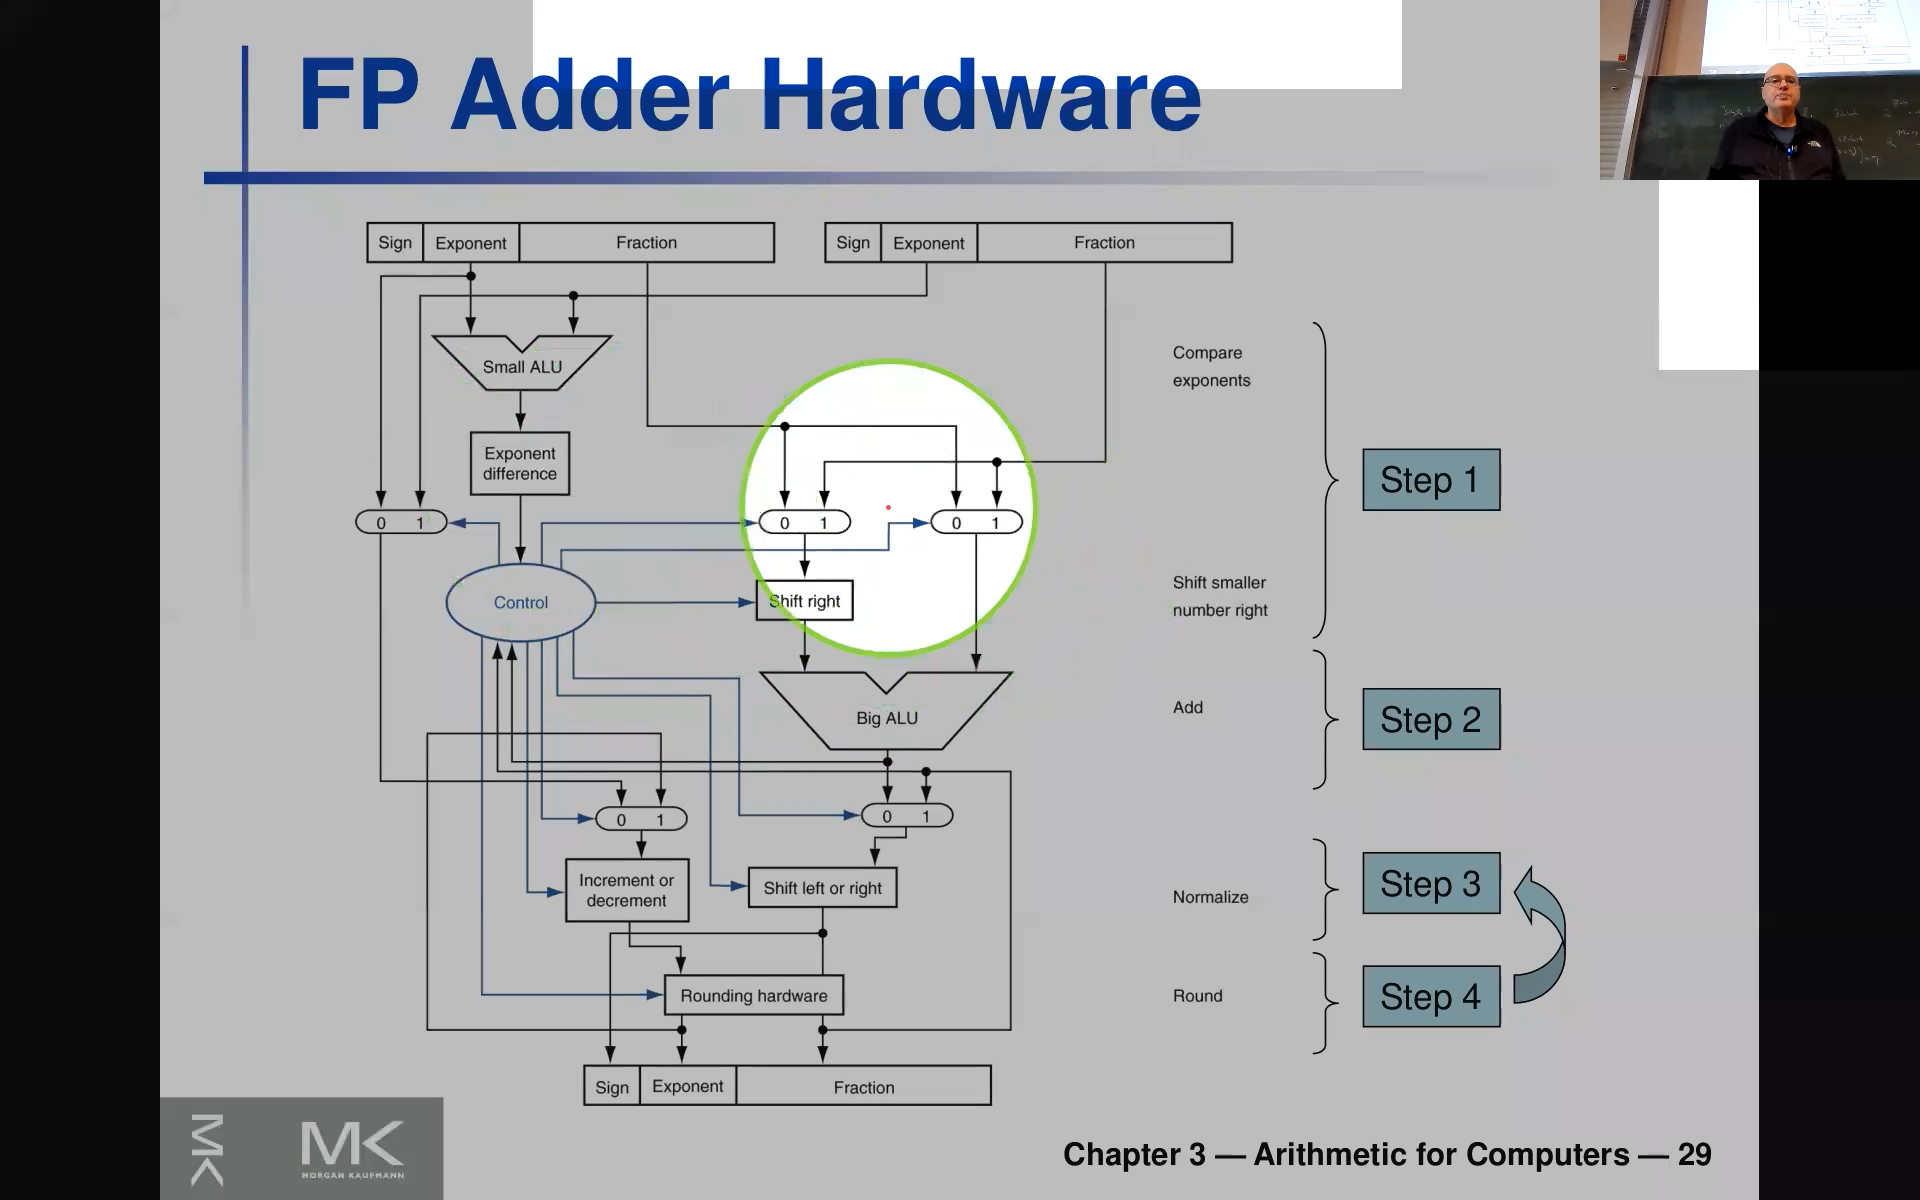 FP Adder Hardware
Sign Exponent Fraction Sign Exponent Fraction
Small ALU
Compare
exponents
Exponent
difference
Step 1
0 1 0 1 0 1
Control
Shift right
Shift smaller
number right
Big ALU
Add
Step 2
0 1 0 1
Increment or
decrement
Shift left or right
Normalize
Step 3
Rounding hardware
Round
Step 4
Sign Exponent Fraction
MK MK
MORGAN KAUFMANN
Chapter 3 — Arithmetic for Computers — 29